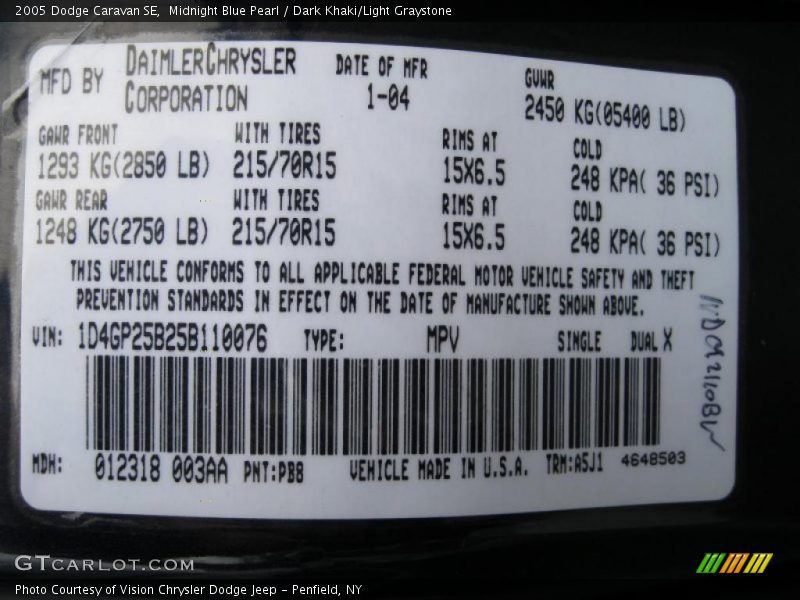 2005 Dodge Caravan SE, Midnight Blue Pearl / Dark Khaki/Light Graystone
MFD BY DAIMLERCHRYSLER CORPORATION DATE OF MFR 1-04 GVWR 2450 KG(05400 LB)
GAWR FRONT WITH TIRES RIMS AT COLD
1293 KG(2850 LB) 215/70R15 15X6.5 248 KPA( 36 PSI)
GAWR REAR WITH TIRES RIMS AT COLD
1248 KG(2750 LB) 215/70R15 15X6.5 248 KPA( 36 PSI)
THIS VEHICLE CONFORMS TO ALL APPLICABLE FEDERAL MOTOR VEHICLE SAFETY AND THEFT
PREVENTION STANDARDS IN EFFECT ON THE DATE OF MANUFACTURE SHOWN ABOVE.
VIN: 1D4GP25B25B110076 TYPE: MPV SINGLE DUAL X
MDH: 012318 003AA PNT:PB8 VEHICLE MADE IN U.S.A. TRM:A5J1 4648503
GTCARLOT.COM
Photo Courtesy of Vision Chrysler Dodge Jeep - Penfield, NY